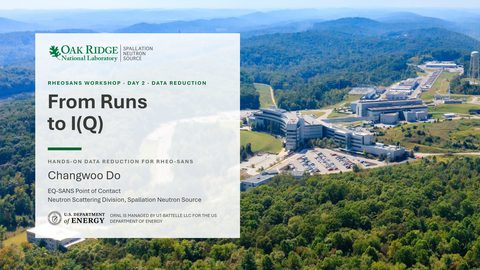 OAK RIDGE
National Laboratory
SPALLATION
NEUTRON
SOURCE
RHEOSANS WORKSHOP - DAY 2 - DATA REDUCTION
From Runs
to I(Q)
HANDS-ON DATA REDUCTION FOR RHEO-SANS
Changwoo Do
EQ-SANS Point of Contact
Neutron Scattering Division, Spallation Neutron Source
U.S. DEPARTMENT
of ENERGY
ORNL IS MANAGED BY UT-BATTELLE LLC FOR THE US
DEPARTMENT OF ENERGY